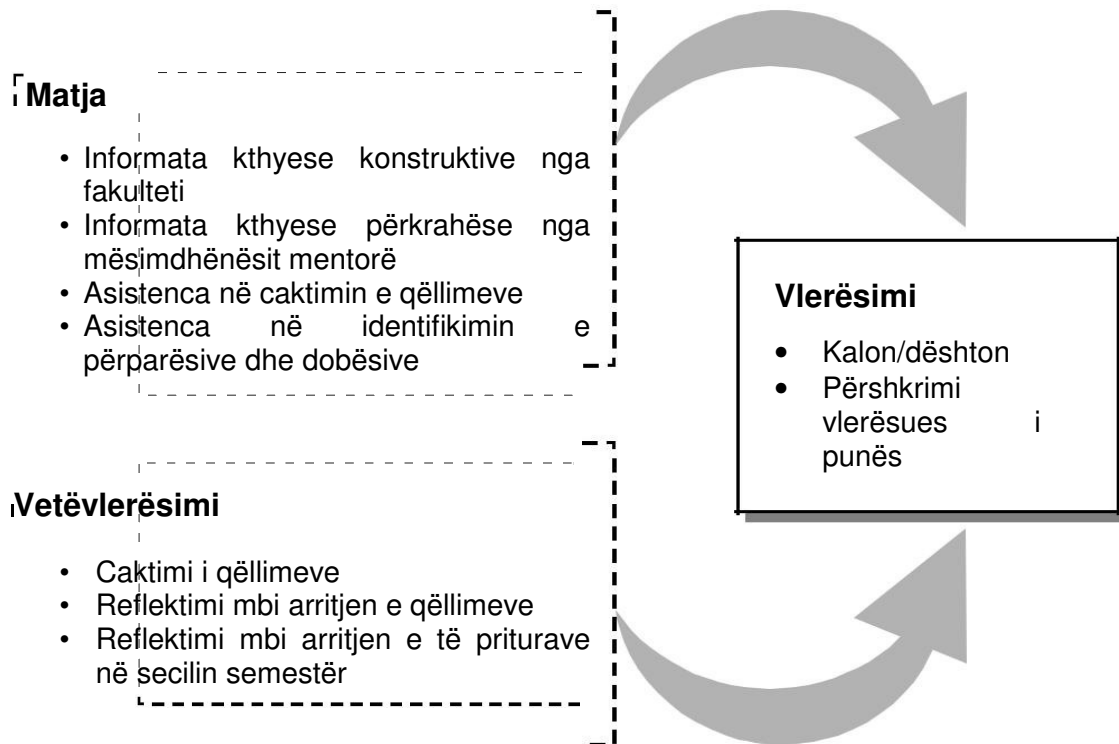 Matja
• Informata kthyese konstruktive nga
fakulteti
• Informata kthyese përkrahëse nga
mësimdhënësit mentorë
• Asistenca në caktimin e qëllimeve
• Asistenca në identifikimin e
përparësive dhe dobësive
Vetëvlerësimi
• Caktimi i qëllimeve
• Reflektimi mbi arritjen e qëllimeve
• Reflektimi mbi arritjen e të priturave
në secilin semestër
Vlerësimi
• Kalon/dështon
• Përshkrimi
vlerësues i
punës